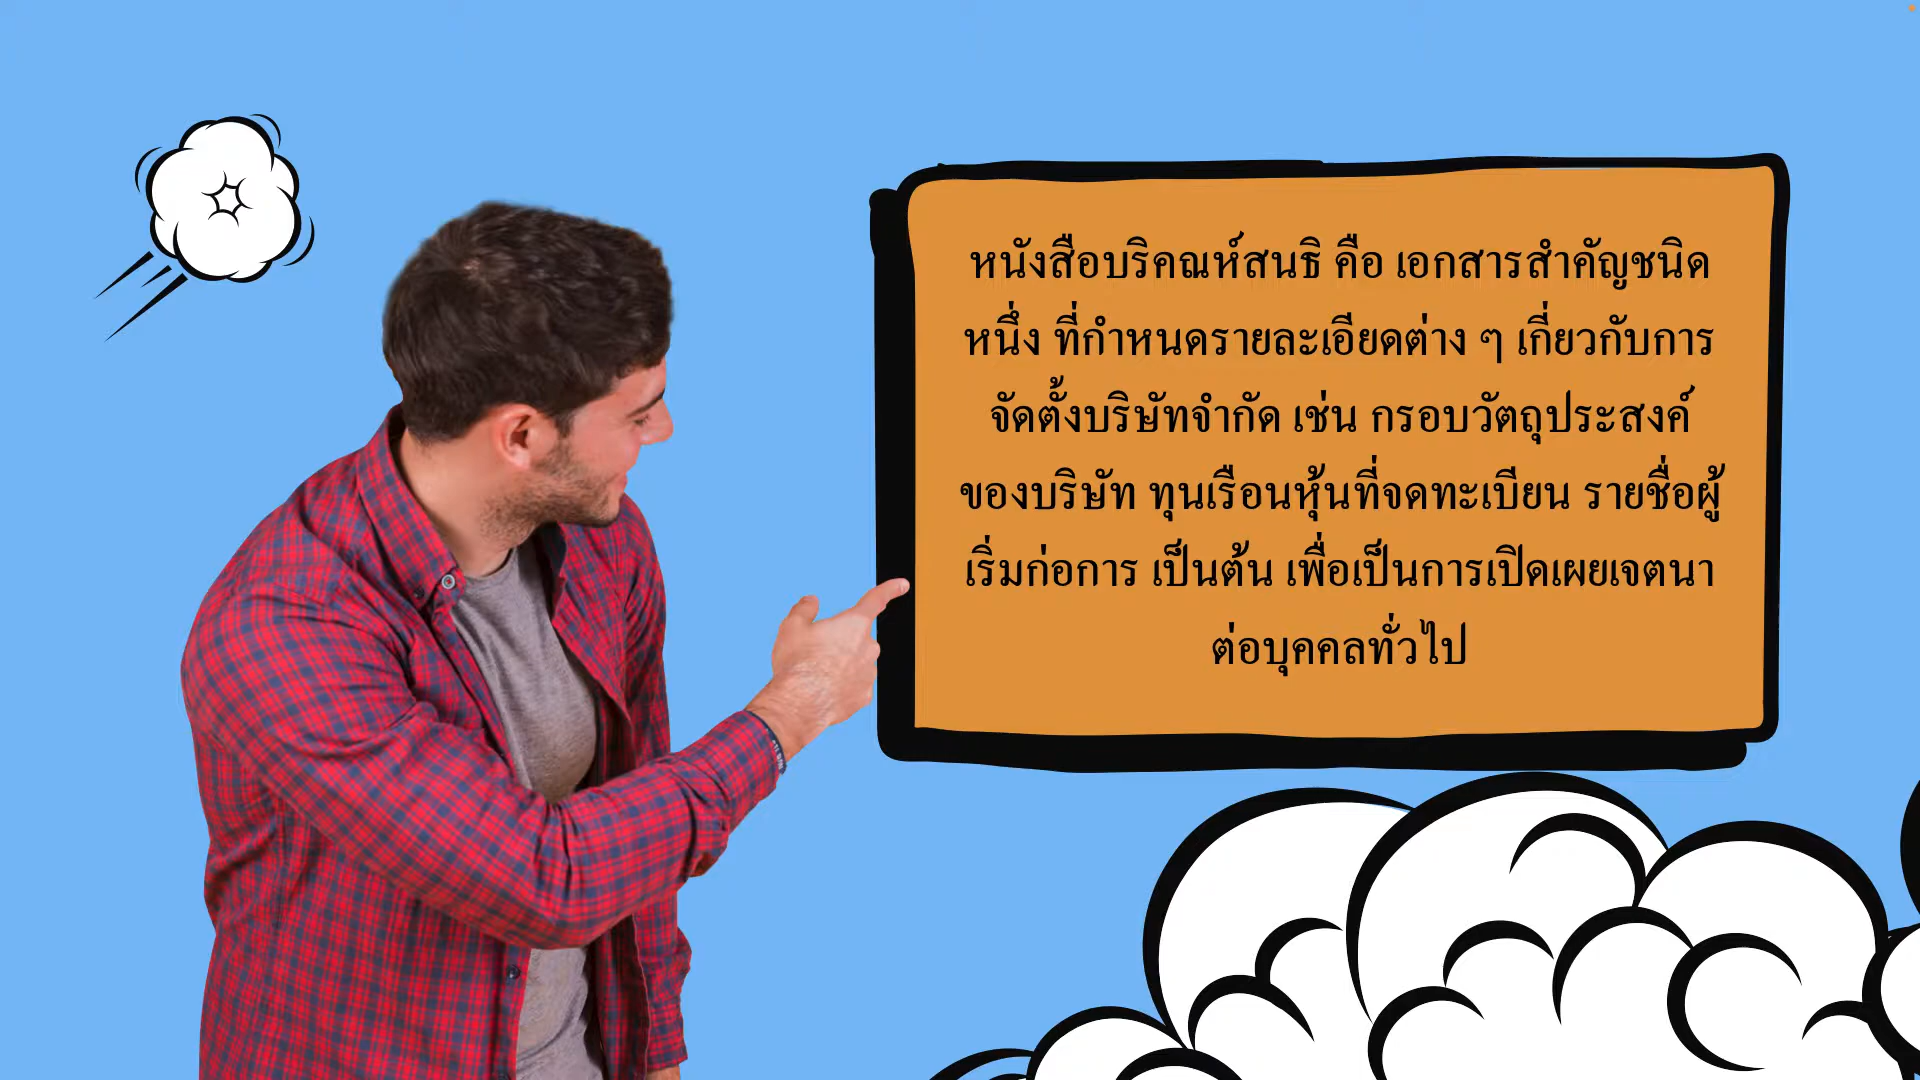 หนังสือบริคณห์สนธิ คือ เอกสารสำคัญชนิด
หนึ่ง ที่กำหนดรายละเอียดต่าง ๆ เกี่ยวกับการ
จัดตั้งบริษัทจำกัด เช่น กรอบวัตถุประสงค์
ของบริษัท ทุนเรือนหุ้นที่จดทะเบียน รายชื่อผู้
เริ่มก่อการ เป็นต้น เพื่อเป็นการเปิดเผยเจตนา
ต่อบุคคลทั่วไป